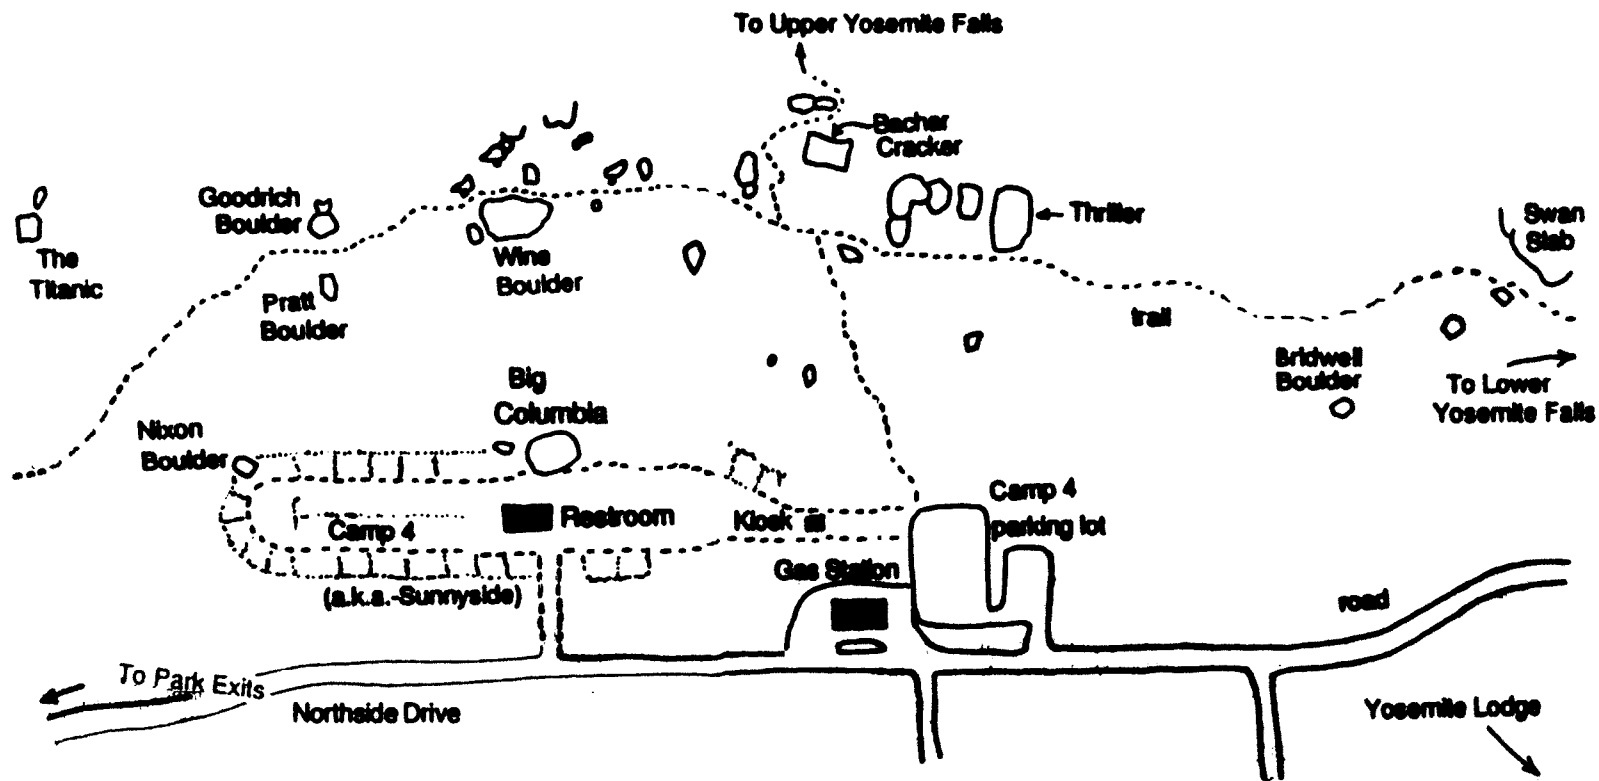 To Upper Yosemite Falls
Bachar
Cracker
Goodrich
Boulder
Thriller
Swan
Slab
The
Titanic
Wine
Boulder
Pratt
Boulder
trail
Bridwell
Boulder
To Lower
Yosemite Falls
Big
Columbia
Nixon
Boulder
Camp 4
parking lot
Restroom
Kiosk
Camp 4
Gas Station
(a.k.a.-Sunnyside)
road
To Park Exits
Northside Drive
Yosemite Lodge